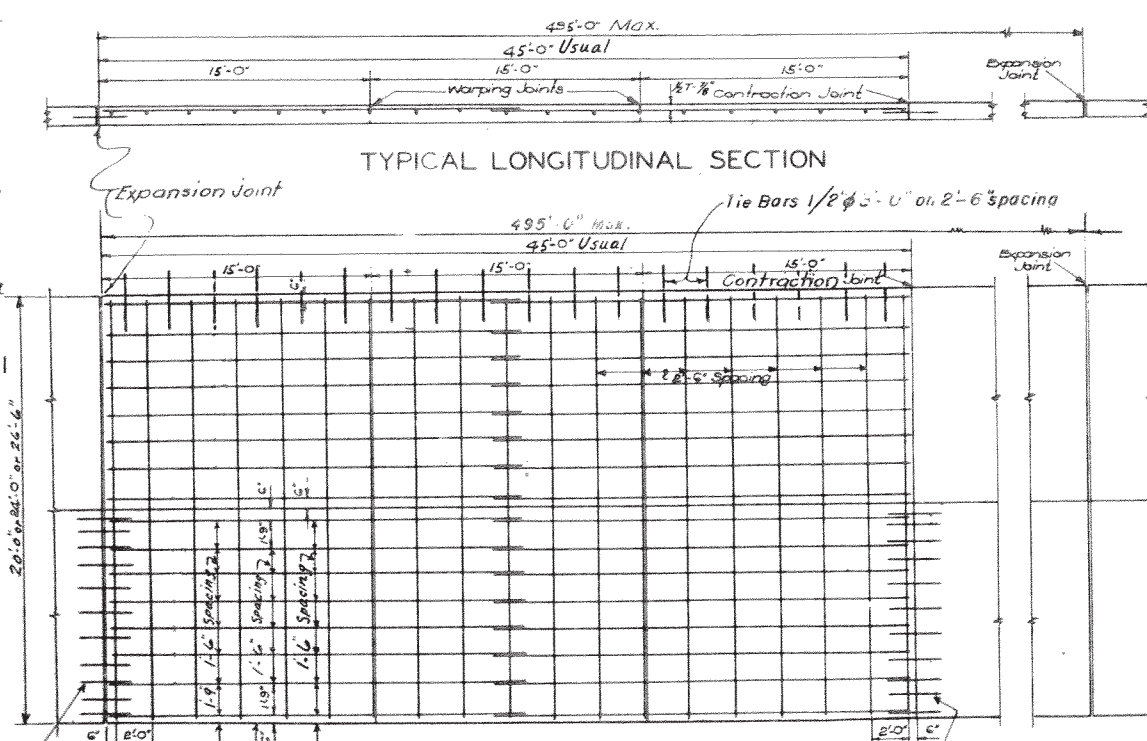 495'-0" Max.
45'-0" Usual
15'-0" 15'-0" 15'-0"
Expansion Joint
Warping Joints
Contraction Joint
TYPICAL LONGITUDINAL SECTION
Expansion Joint
Tie Bars 1/2"ϕ 3'-0" on 2'-6" spacing
495'-0" Max.
45'-0" Usual
15'-0" 15'-0" 15'-0"
Expansion Joint
6"
Contraction Joint
2'-6" Spacing
20'-0" or 24'-0" or 26'-6"
6" 6"
1'-9" 1'-6" Spacing
1'-9" 1'-6" Spacing 1'-9"
1'-6" Spacing
6" 2'-0" 2'-0" 6"